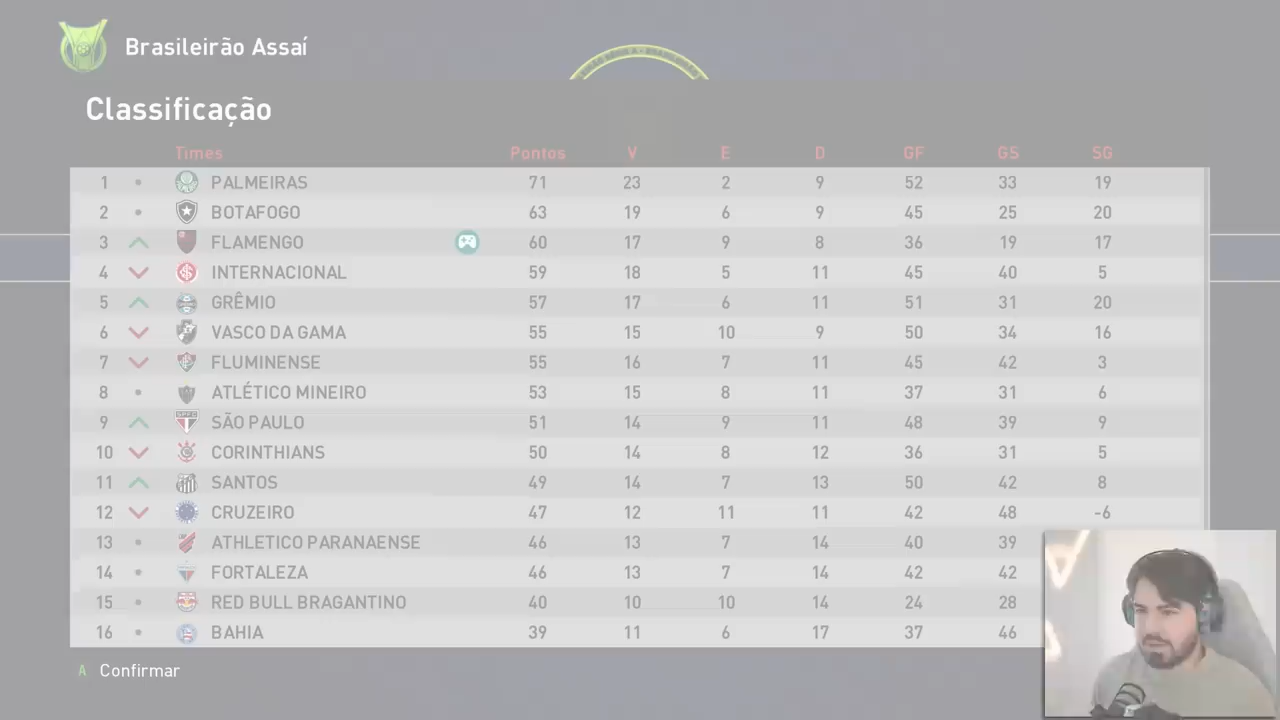 Brasileirão Assaí
Classificação
Times Pontos V E D GF GS SG
1 PALMEIRAS 71 23 2 9 52 33 19
2 BOTAFOGO 63 19 6 9 45 25 20
3 FLAMENGO 60 17 9 8 36 19 17
4 INTERNACIONAL 59 18 5 11 45 40 5
5 GRÊMIO 57 17 6 11 51 31 20
6 VASCO DA GAMA 55 15 10 9 50 34 16
7 FLUMINENSE 55 16 7 11 45 42 3
8 ATLÉTICO MINEIRO 53 15 8 11 37 31 6
9 SÃO PAULO 51 14 9 11 48 39 9
10 CORINTHIANS 50 14 8 12 36 31 5
11 SANTOS 49 14 7 13 50 42 8
12 CRUZEIRO 47 12 11 11 42 48 -6
13 ATHLETICO PARANAENSE 46 13 7 14 40 39
14 FORTALEZA 46 13 7 14 42 42
15 RED BULL BRAGANTINO 40 10 10 14 24 28
16 BAHIA 39 11 6 17 37 46
A Confirmar